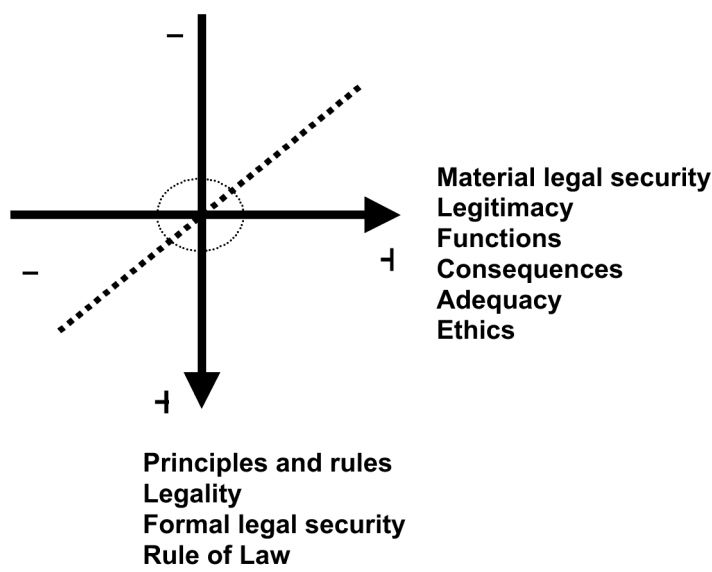 –
Material legal security
Legitimacy
Functions
–
Consequences
Adequacy
Ethics
Principles and rules
Legality
Formal legal security
Rule of Law